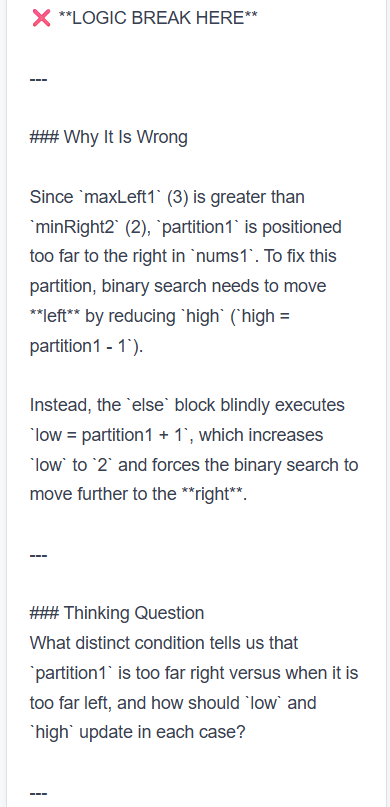 ❌ **LOGIC BREAK HERE**
---
### Why It Is Wrong
Since `maxLeft1` (3) is greater than
`minRight2` (2), `partition1` is positioned
too far to the right in `nums1`. To fix this
partition, binary search needs to move
**left** by reducing `high` (`high =
partition1 - 1`).
Instead, the `else` block blindly executes
`low = partition1 + 1`, which increases
`low` to `2` and forces the binary search to
move further to the **right**.
---
### Thinking Question
What distinct condition tells us that
`partition1` is too far right versus when it is
too far left, and how should `low` and
`high` update in each case?
---